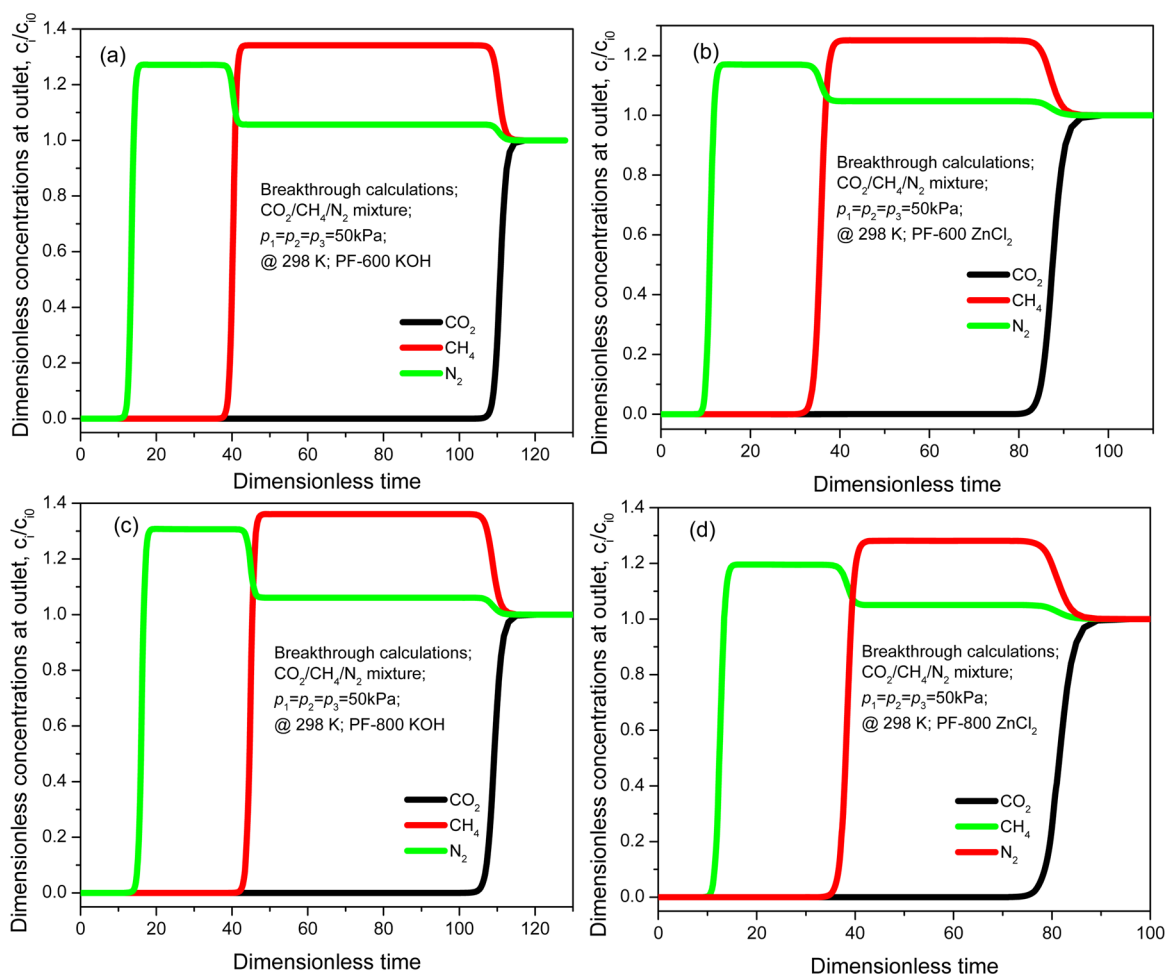 Dimensionless concentrations at outlet, cᵢ/cᵢ₀
1.4
1.2
1.0
0.8
0.6
0.4
0.2
0.0
(a)
Breakthrough calculations;
CO₂/CH₄/N₂ mixture;
p₁=p₂=p₃=50kPa;
@ 298 K; PF-600 KOH
CO₂
CH₄
N₂
0 20 40 60 80 100 120
Dimensionless time
Dimensionless concentrations at outlet, cᵢ/cᵢ₀
1.2
1.0
0.8
0.6
0.4
0.2
0.0
(b)
Breakthrough calculations;
CO₂/CH₄/N₂ mixture;
p₁=p₂=p₃=50kPa;
@ 298 K; PF-600 ZnCl₂
CO₂
CH₄
N₂
0 20 40 60 80 100
Dimensionless time
Dimensionless concentrations at outlet, cᵢ/cᵢ₀
1.4
1.2
1.0
0.8
0.6
0.4
0.2
0.0
(c)
Breakthrough calculations;
CO₂/CH₄/N₂ mixture;
p₁=p₂=p₃=50kPa;
@ 298 K; PF-800 KOH
CO₂
CH₄
N₂
0 20 40 60 80 100 120
Dimensionless time
Dimensionless concentrations at outlet, cᵢ/cᵢ₀
1.4
1.2
1.0
0.8
0.6
0.4
0.2
0.0
(d)
Breakthrough calculations;
CO₂/CH₄/N₂ mixture;
p₁=p₂=p₃=50kPa;
@ 298 K; PF-800 ZnCl₂
CO₂
CH₄
N₂
0 20 40 60 80 100
Dimensionless time